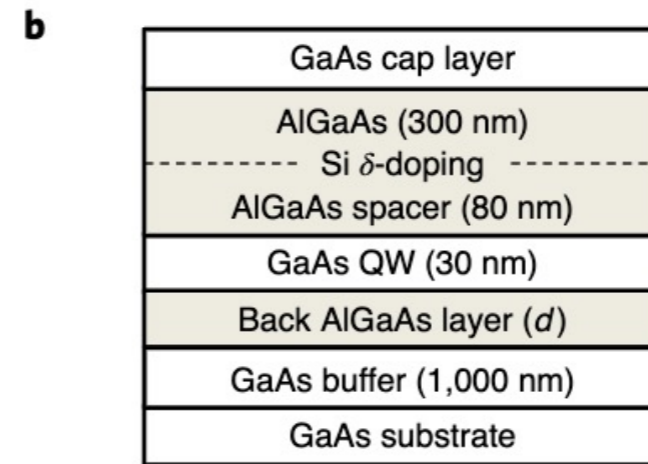 b
GaAs cap layer
AlGaAs (300 nm)
Si δ-doping
AlGaAs spacer (80 nm)
GaAs QW (30 nm)
Back AlGaAs layer (d)
GaAs buffer (1,000 nm)
GaAs substrate